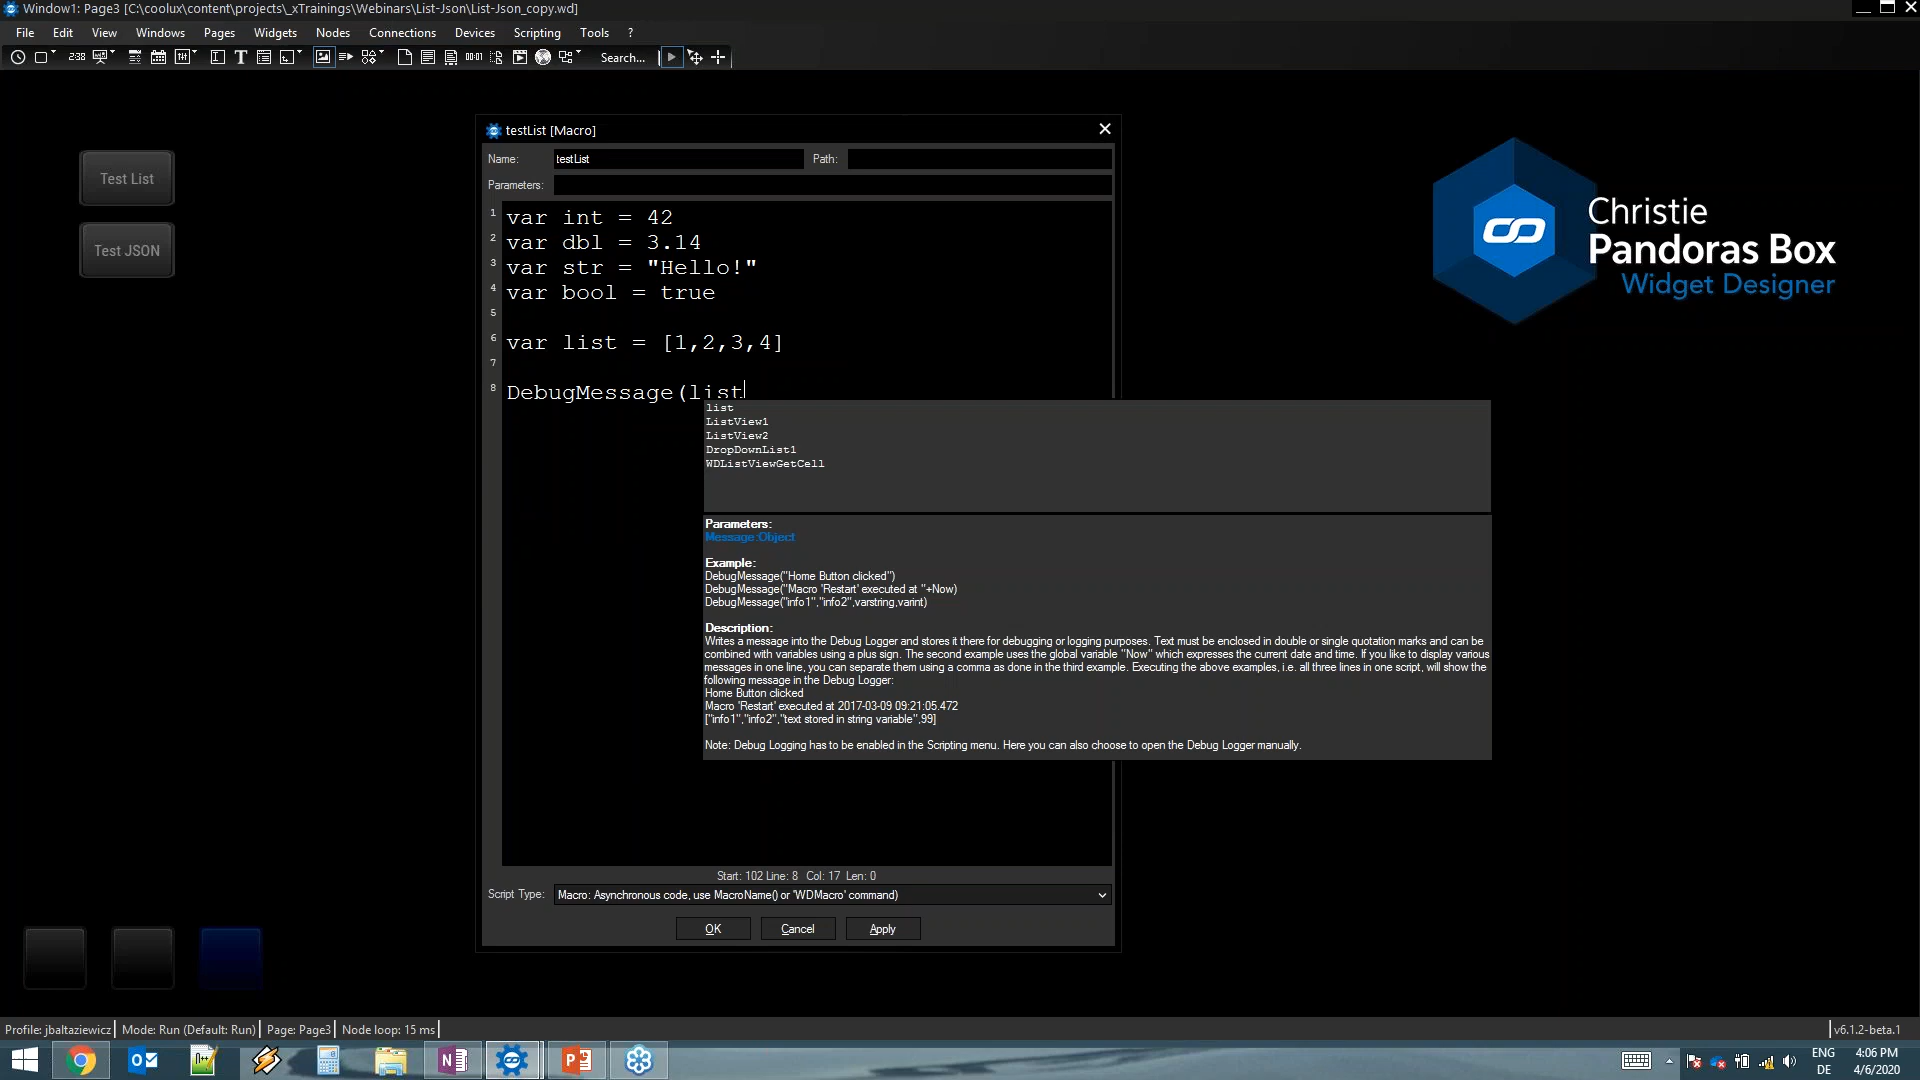 Window1: Page3 [C:\coolux\content\projects\_xTrainings\Webinars\List-Json\List-Json_copy.wd]
File Edit View Windows Pages Widgets Nodes Connections Devices Scripting Tools ?
Search...
Test List
Test JSON
testList [Macro]
Name: testList Path:
Parameters:
1 var int = 42
2 var dbl = 3.14
3 var str = "Hello!"
4 var bool = true
5
6 var list = [1,2,3,4]
7
8 DebugMessage(list
list
ListView1
ListView2
DropDownList1
WDListViewGetCell
Parameters:
Message:Object
Example:
DebugMessage("Home Button clicked")
DebugMessage("Macro 'Restart' executed at "+Now)
DebugMessage("info1","info2",varstring,varint)
Description:
Writes a message into the Debug Logger and stores it there for debugging or logging purposes. Text must be enclosed in double or single quotation marks and can be
combined with variables using a plus sign. The second example uses the global variable "Now" which expresses the current date and time. If you like to display various
messages in one line, you can separate them using a comma as done in the third example. Executing the above examples, i.e. all three lines in one script, will show the
following message in the Debug Logger:
Home Button clicked
Macro 'Restart' executed at 2017-03-09 09:21:05.472
["info1","info2","text stored in string variable",99]
Note: Debug Logging has to be enabled in the Scripting menu. Here you can also choose to open the Debug Logger manually.
Start: 102 Line: 8 Col: 17 Len: 0
Script Type: Macro: Asynchronous code, use MacroName() or 'WDMacro' command)
OK Cancel Apply
Christie
Pandoras Box
Widget Designer
Profile: jbaltaziewicz Mode: Run (Default: Run) Page: Page3 Node loop: 15 ms v6.1.2-beta.1
ENG 4:06 PM
DE 4/6/2020